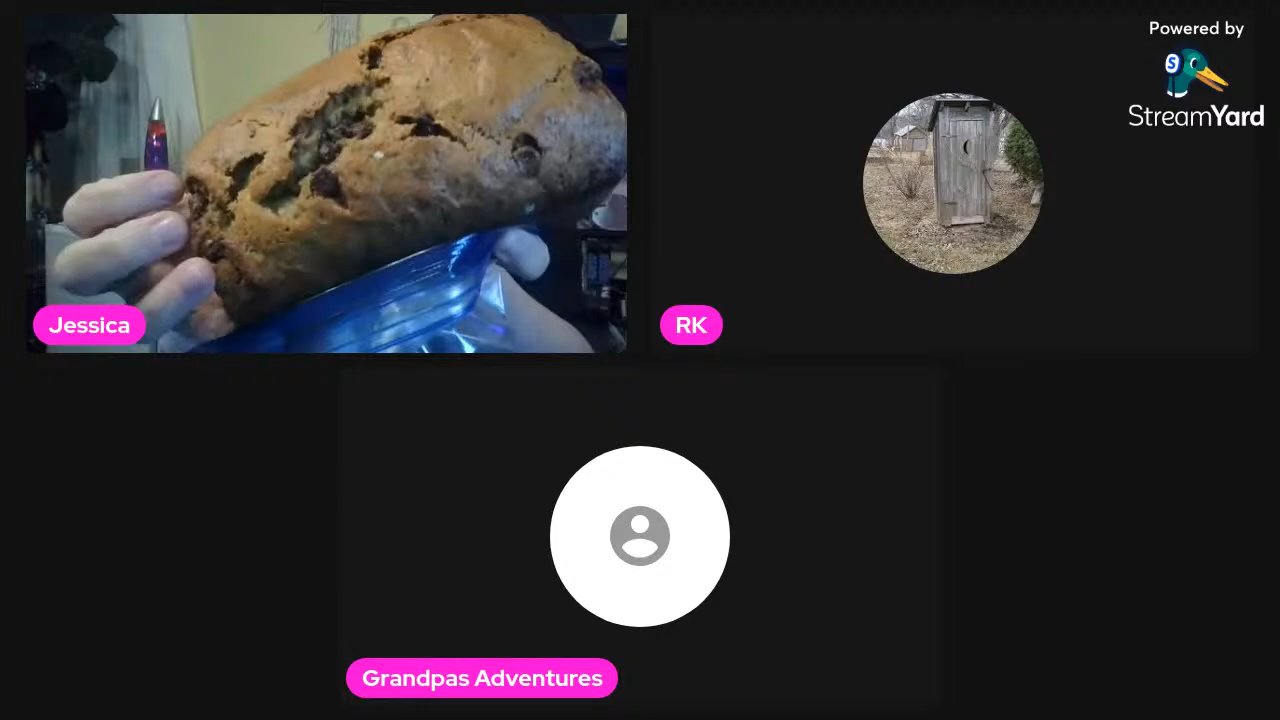 Powered by
S
StreamYard
Jessica
RK
Grandpas Adventures